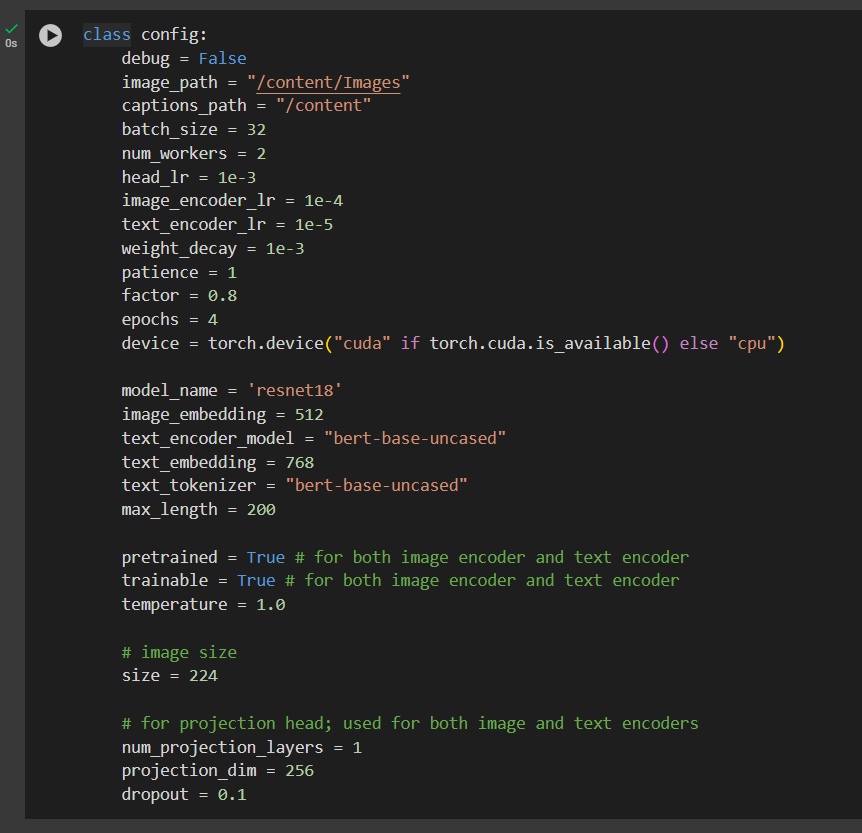 0s
class config:
    debug = False
    image_path = "/content/Images"
    captions_path = "/content"
    batch_size = 32
    num_workers = 2
    head_lr = 1e-3
    image_encoder_lr = 1e-4
    text_encoder_lr = 1e-5
    weight_decay = 1e-3
    patience = 1
    factor = 0.8
    epochs = 4
    device = torch.device("cuda" if torch.cuda.is_available() else "cpu")

    model_name = 'resnet18'
    image_embedding = 512
    text_encoder_model = "bert-base-uncased"
    text_embedding = 768
    text_tokenizer = "bert-base-uncased"
    max_length = 200

    pretrained = True # for both image encoder and text encoder
    trainable = True # for both image encoder and text encoder
    temperature = 1.0

    # image size
    size = 224

    # for projection head; used for both image and text encoders
    num_projection_layers = 1
    projection_dim = 256
    dropout = 0.1